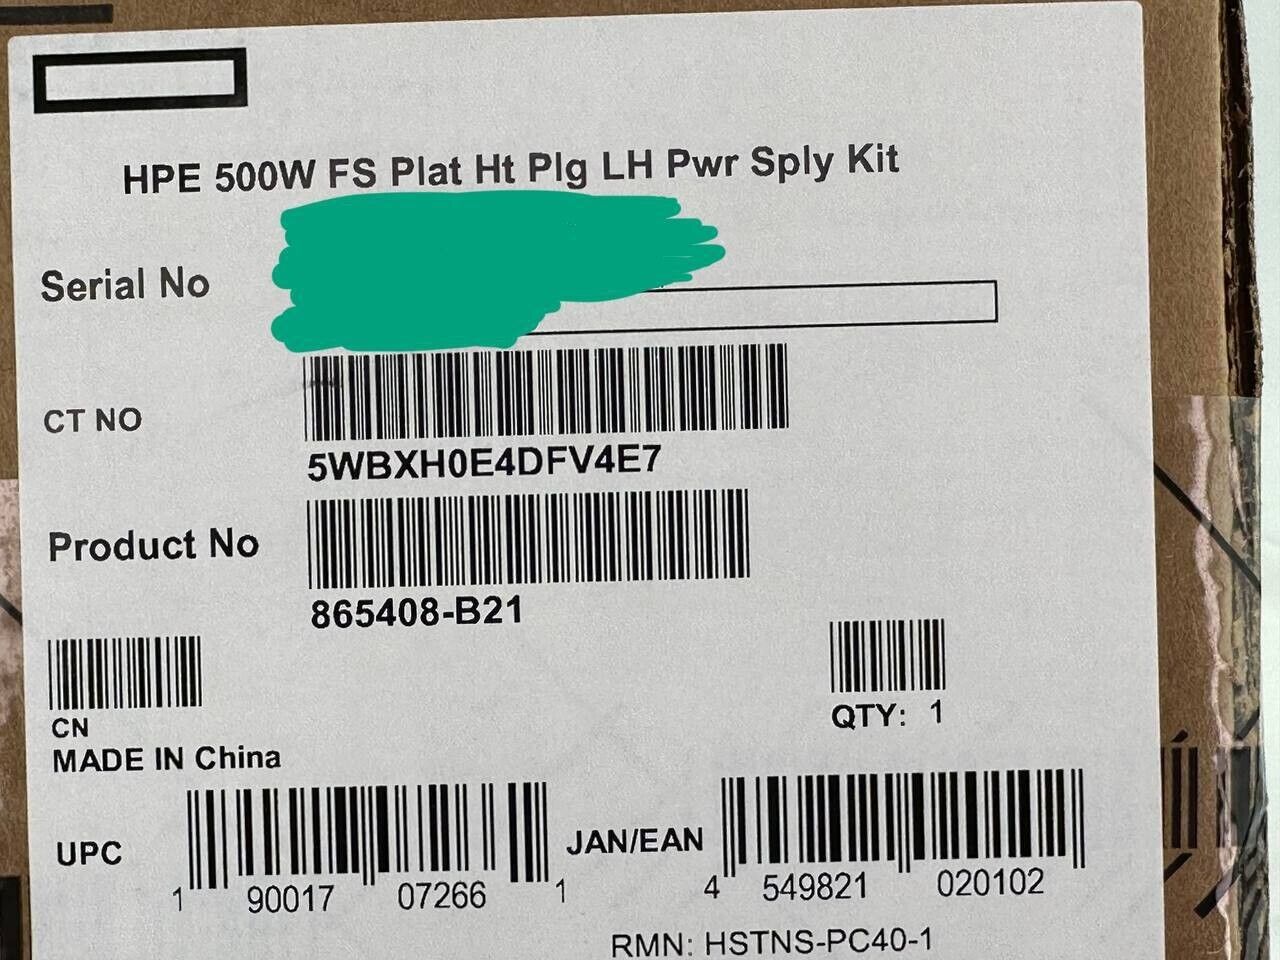 HPE 500W FS Plat Ht Plg LH Pwr Sply Kit
Serial No
CT NO
5WBXH0E4DFV4E7
Product No
865408-B21
CN
QTY: 1
MADE IN China
UPC
1 90017 07266 1
JAN/EAN
4 549821 020102
RMN: HSTNS-PC40-1